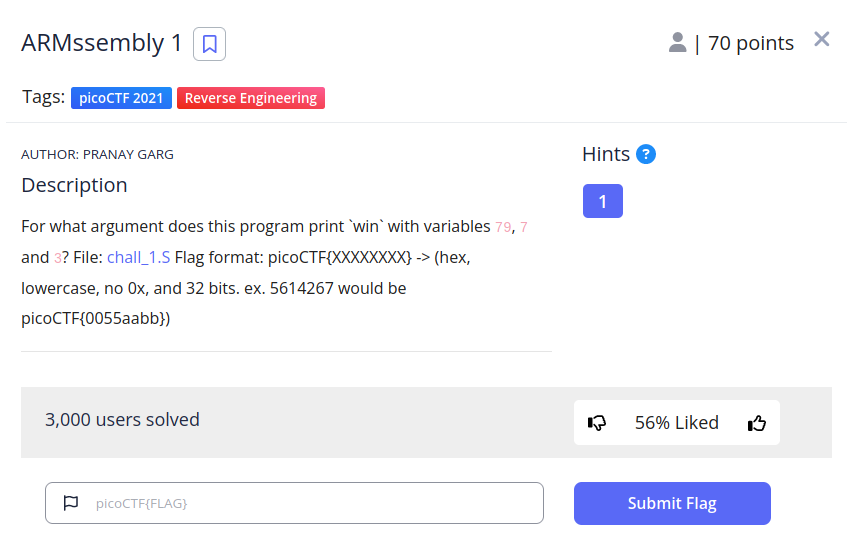 ARMssembly 1
| 70 points
Tags: picoCTF 2021 Reverse Engineering
AUTHOR: PRANAY GARG
Description
For what argument does this program print `win` with variables 79, 7
and 3? File: chall_1.S Flag format: picoCTF{XXXXXXXX} -> (hex,
lowercase, no 0x, and 32 bits. ex. 5614267 would be
picoCTF{0055aabb})
Hints ?
1
3,000 users solved
56% Liked
picoCTF{FLAG}
Submit Flag